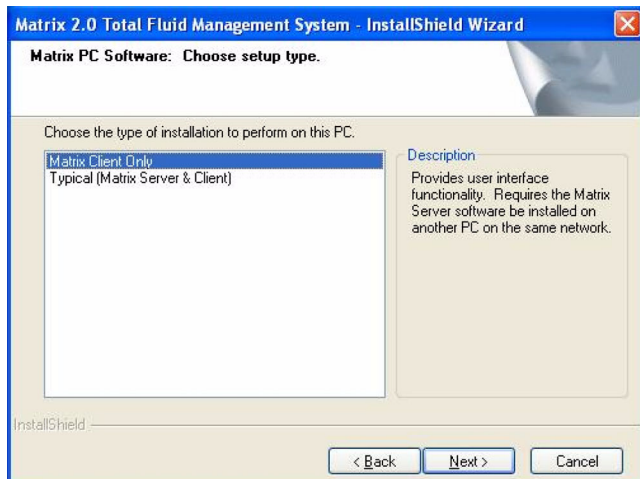 Matrix 2.0 Total Fluid Management System - InstallShield Wizard
Matrix PC Software: Choose setup type.
Choose the type of installation to perform on this PC.
Matrix Client Only
Typical (Matrix Server & Client)
Description
Provides user interface
functionality. Requires the Matrix
Server software be installed on
another PC on the same network.
InstallShield
< Back
Next >
Cancel